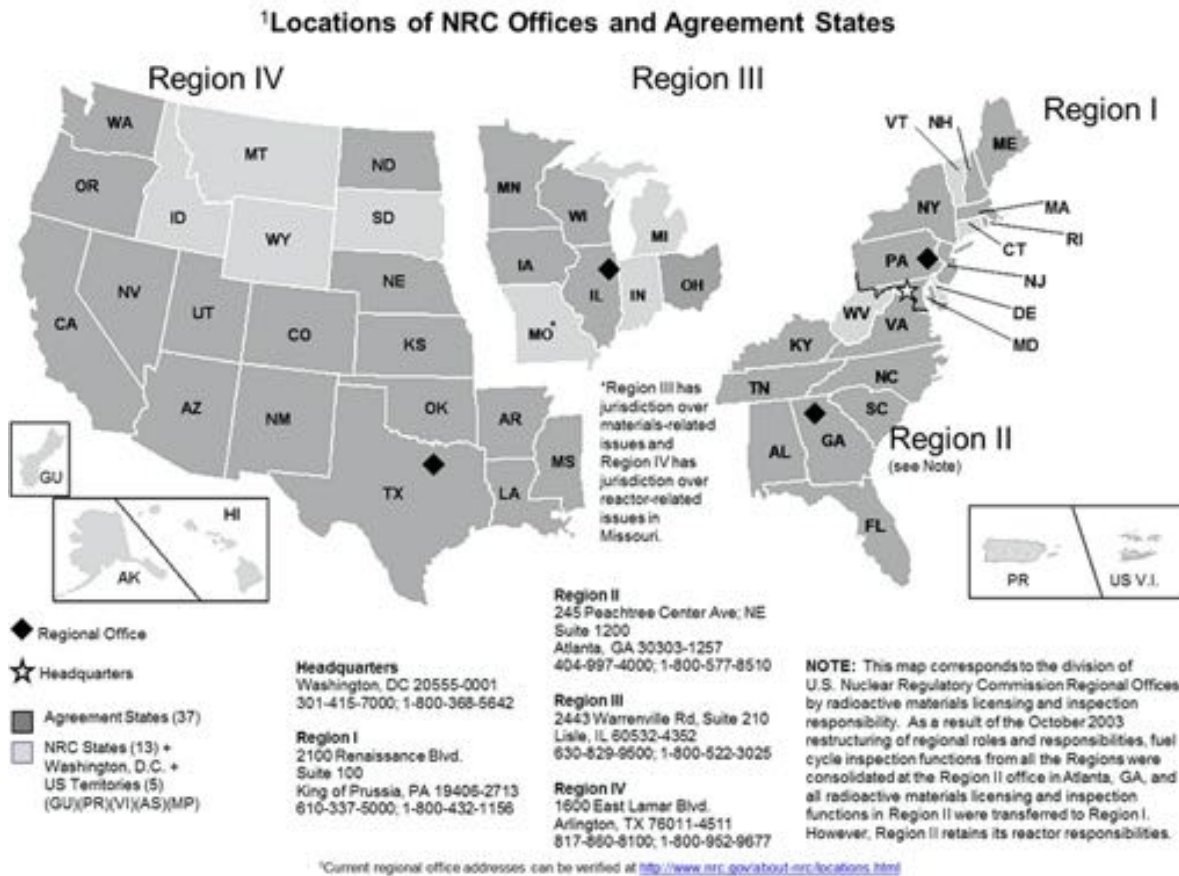 ¹Locations of NRC Offices and Agreement States
Region IV
Region III
Region I
WA
OR
CA
NV
ID
MT
WY
UT
AZ
CO
NM
ND
SD
NE
KS
OK
TX
AR
LA
MS
GU
AK
HI
MN
WI
IA
IL
MO*
MI
IN
OH
VT
NH
ME
NY
MA
RI
CT
PA
NJ
DE
MD
WV
VA
KY
TN
NC
SC
AL
GA
FL
Region II
(see Note)
PR
US V.I.
*Region III has
jurisdiction over
materials-related
issues and
Region IV has
jurisdiction over
reactor-related
issues in
Missouri.
Regional Office
Headquarters
Agreement States (37)
NRC States (13) +
Washington, D.C. +
US Territories (5)
(GU)(PR)(VI)(AS)(MP)
Headquarters
Washington, DC 20555-0001
301-415-7000; 1-800-368-5642
Region I
2100 Renaissance Blvd.
Suite 100
King of Prussia, PA 19406-2713
610-337-5000; 1-800-432-1156
Region II
245 Peachtree Center Ave; NE
Suite 1200
Atlanta, GA 30303-1257
404-997-4000; 1-800-577-8510
Region III
2443 Warrenville Rd, Suite 210
Lisle, IL 60532-4352
630-829-9500; 1-800-522-3025
Region IV
1600 East Lamar Blvd.
Arlington, TX 76011-4511
817-860-8100; 1-800-952-9677
NOTE: This map corresponds to the division of
U.S. Nuclear Regulatory Commission Regional Offices
by radioactive materials licensing and inspection
responsibility. As a result of the October 2003
restructuring of regional roles and responsibilities, fuel
cycle inspection functions from all the Regions were
consolidated at the Region II office in Atlanta, GA, and
all radioactive materials licensing and inspection
functions in Region II were transferred to Region I.
However, Region II retains its reactor responsibilities.
¹Current regional office addresses can be verified at http://www.nrc.gov/about-nrc/locations.html